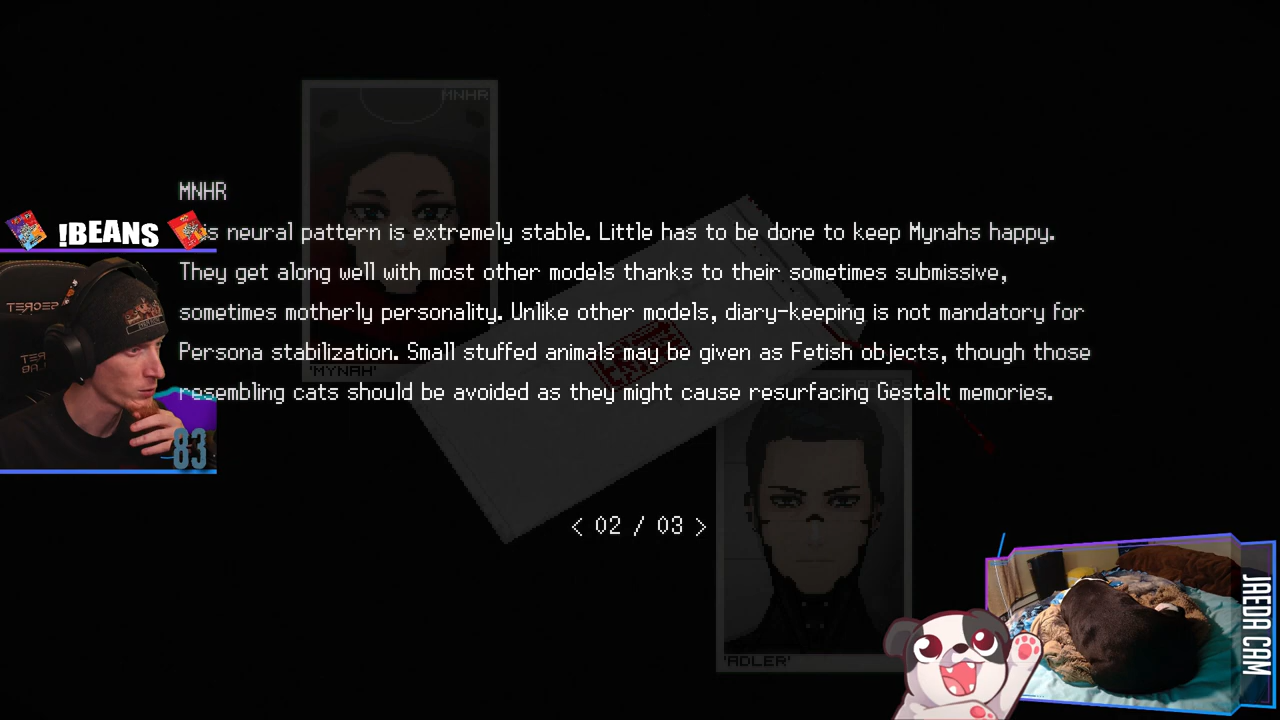 MNHR
MNHR
!BEANS
s neural pattern is extremely stable. Little has to be done to keep Mynahs happy.
They get along well with most other models thanks to their sometimes submissive,
sometimes motherly personality. Unlike other models, diary-keeping is not mandatory for
Persona stabilization. Small stuffed animals may be given as Fetish objects, though those
resembling cats should be avoided as they might cause resurfacing Gestalt memories.
'MYNAH'
83
< 02 / 03 >
'ADLER'
JAEDA CAM